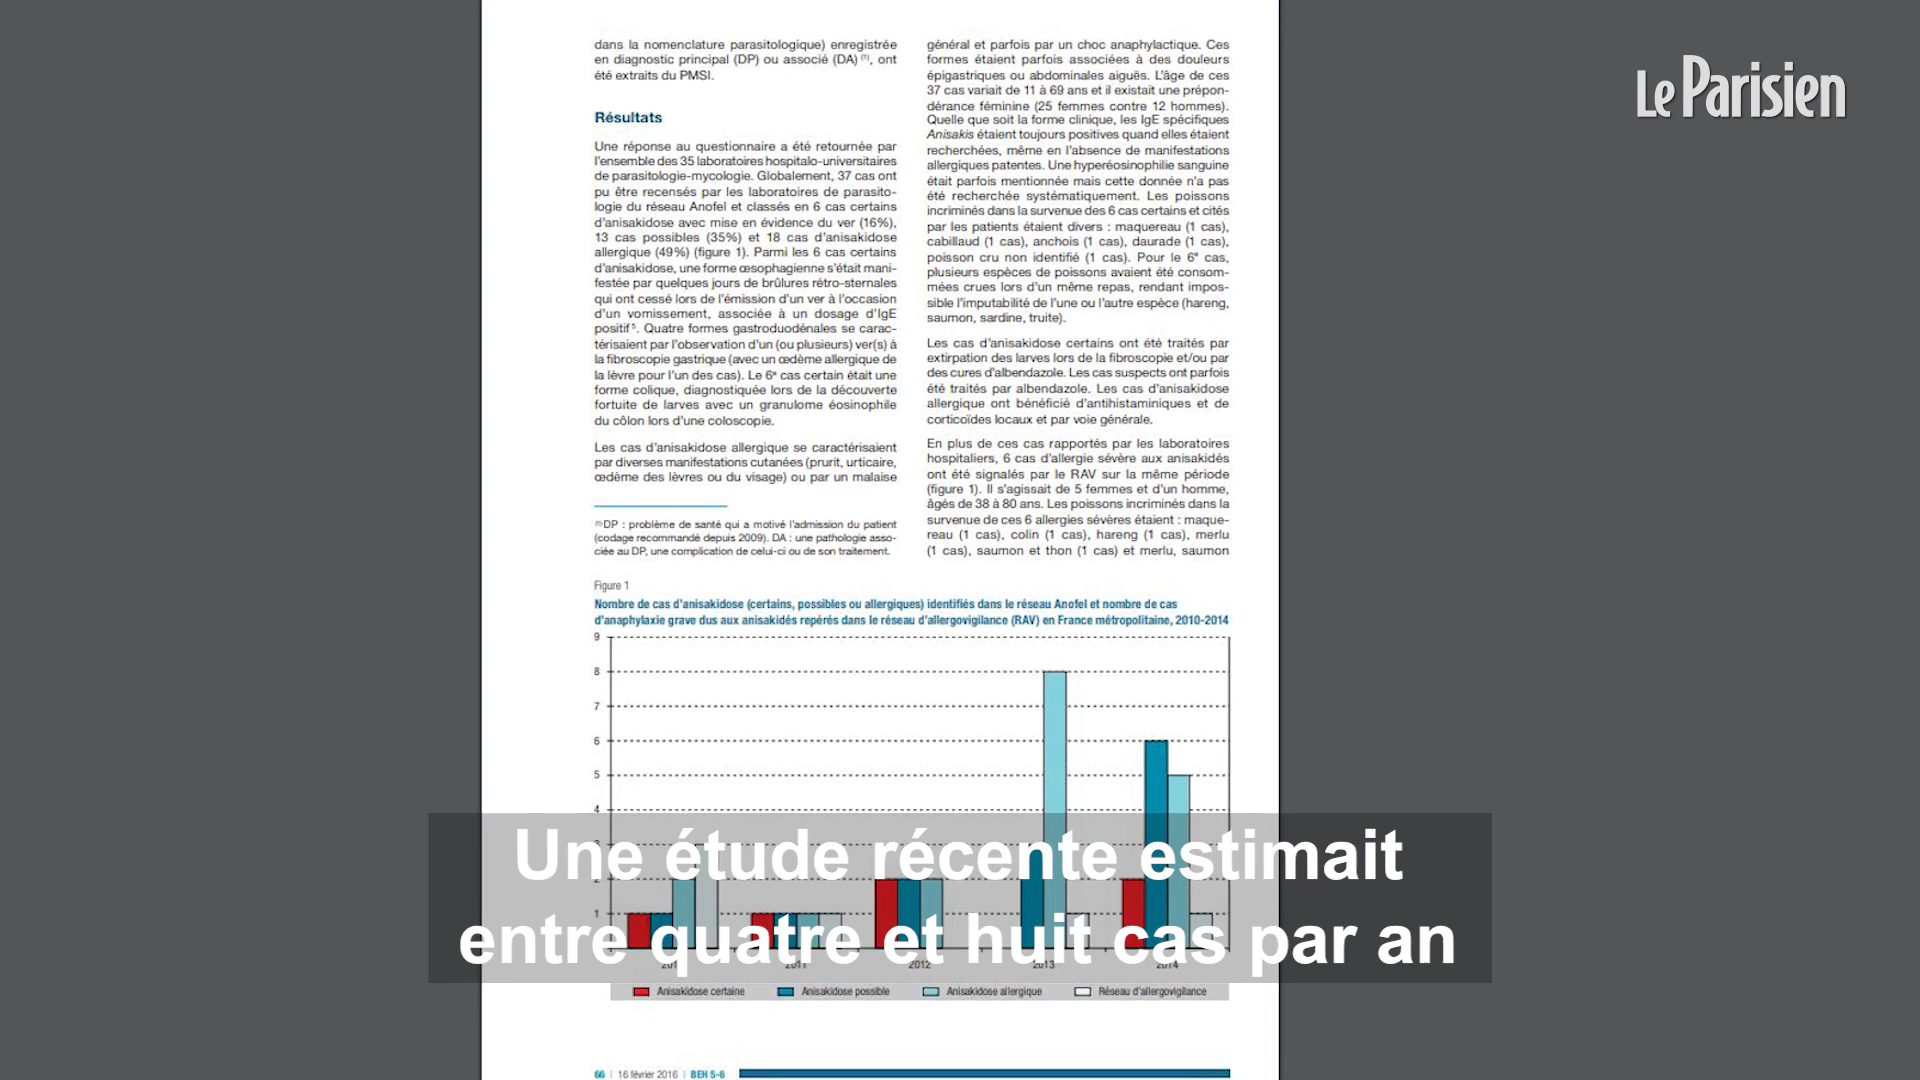 Le Parisien
dans la nomenclature parasitologique) enregistrée
en diagnostic principal (DP) ou associé (DA) (1), ont
été extraits du PMSI.
Résultats
Une réponse au questionnaire a été retournée par
l'ensemble des 35 laboratoires hospitalo-universitaires
de parasitologie-mycologie. Globalement, 37 cas ont
pu être recensés par les laboratoires de parasito-
logie du réseau Anofel et classés en 6 cas certains
d'anisakidose avec mise en évidence du ver (16%),
13 cas possibles (35%) et 18 cas d'anisakidose
allergique (49%) (figure 1). Parmi les 6 cas certains
d'anisakidose, une forme œsophagienne s'était mani-
festée par quelques jours de brûlures rétro-sternales
qui ont cessé lors de l'émission d'un ver à l'occasion
d'un vomissement, associée à un dosage d'IgE
positif 5. Quatre formes gastroduodénales se carac-
térisaient par l'observation d'un (ou plusieurs) ver(s) à
la fibroscopie gastrique (avec un œdème allergique de
la lèvre pour l'un des cas). Le 6e cas certain était une
forme colique, diagnostiquée lors de la découverte
fortuite de larves avec un granulome éosinophile
du côlon lors d'une coloscopie.
Les cas d'anisakidose allergique se caractérisaient
par diverses manifestations cutanées (prurit, urticaire,
œdème des lèvres ou du visage) ou par un malaise
(1) DP : problème de santé qui a motivé l'admission du patient
(codage recommandé depuis 2009). DA : une pathologie asso-
ciée au DP, une complication de celui-ci ou de son traitement.
général et parfois par un choc anaphylactique. Ces
formes étaient parfois associées à des douleurs
épigastriques ou abdominales aiguës. L'âge de ces
37 cas variait de 11 à 69 ans et il existait une prépon-
dérance féminine (25 femmes contre 12 hommes).
Quelle que soit la forme clinique, les IgE spécifiques
Anisakis étaient toujours positives quand elles étaient
recherchées, même en l'absence de manifestations
allergiques patentes. Une hyperéosinophilie sanguine
était parfois mentionnée mais cette donnée n'a pas
été recherchée systématiquement. Les poissons
incriminés dans la survenue des 6 cas certains et cités
par les patients étaient divers : maquereau (1 cas),
cabillaud (1 cas), anchois (1 cas), daurade (1 cas),
poisson cru non identifié (1 cas). Pour le 6e cas,
plusieurs espèces de poissons avaient été consom-
mées crues lors d'un même repas, rendant impos-
sible l'imputabilité de l'une ou l'autre espèce (hareng,
saumon, sardine, truite).
Les cas d'anisakidose certains ont été traités par
extirpation des larves lors de la fibroscopie et/ou par
des cures d'albendazole. Les cas suspects ont parfois
été traités par albendazole. Les cas d'anisakidose
allergique ont bénéficié d'antihistaminiques et de
corticoïdes locaux et par voie générale.
En plus de ces cas rapportés par les laboratoires
hospitaliers, 6 cas d'allergie sévère aux anisakidés
ont été signalés par le RAV sur la même période
(figure 1). Il s'agissait de 5 femmes et d'un homme,
âgés de 38 à 80 ans. Les poissons incriminés dans la
survenue de ces 6 allergies sévères étaient : maque-
reau (1 cas), colin (1 cas), hareng (1 cas), merlu
(1 cas), saumon et thon (1 cas) et merlu, saumon
Figure 1
Nombre de cas d'anisakidose (certains, possibles ou allergiques) identifiés dans le réseau Anofel et nombre de cas
d'anaphylaxie grave dus aux anisakidés repérés dans le réseau d'allergovigilance (RAV) en France métropolitaine, 2010-2014
9
8
7
6
5
4
3
2
1
Une étude récente estimait
entre quatre et huit cas par an
2011 2012 2013 2014
Anisakidose certaine Anisakidose possible Anisakidose allergique Réseau d'allergovigilance
66 | 16 février 2016 | BEH 5-6